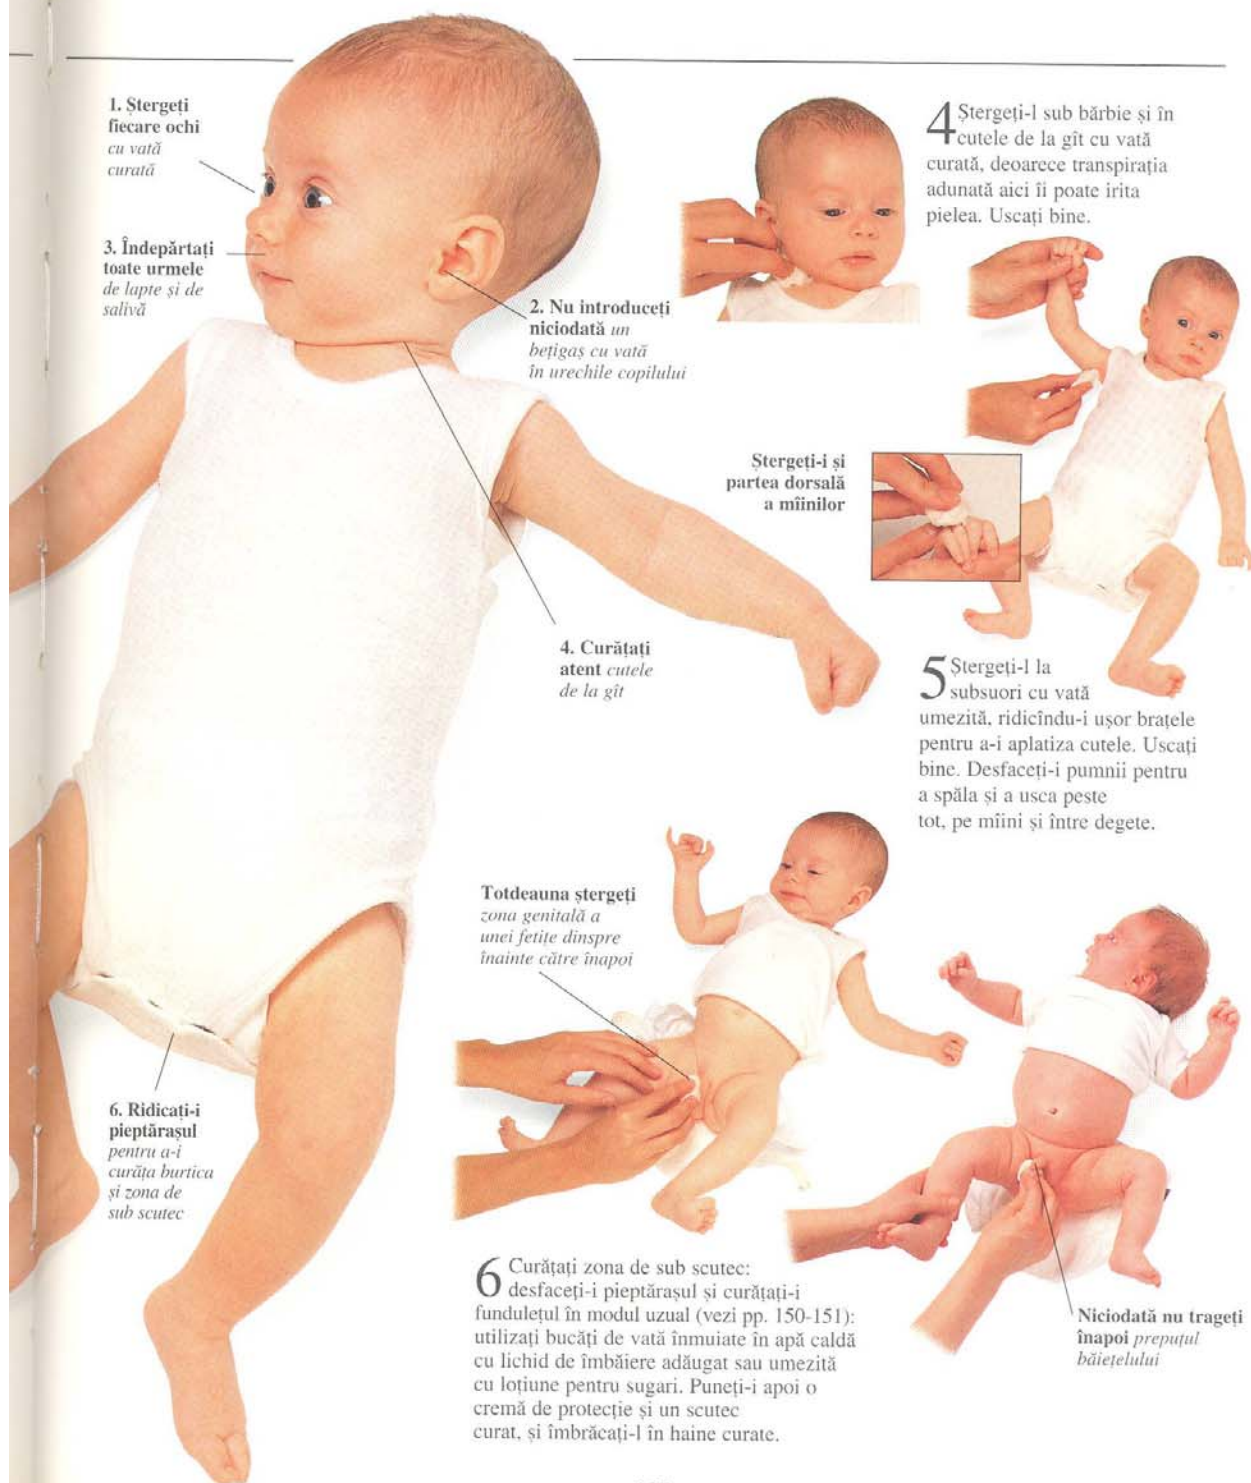 1. Ștergeți
fiecare ochi
cu vată
curată
3. Îndepărtați
toate urmele
de lapte și de
salivă
2. Nu introduceți
niciodată un
bețigaș cu vată
în urechile copilului
4 Ștergeți-l sub bărbie și în
cutele de la gît cu vată
curată, deoarece transpirația
adunată aici îi poate irita
pielea. Uscați bine.
Ștergeți-i și
partea dorsală
a mîinilor
4. Curățați
atent cutele
de la gît
5 Ștergeți-l la
subsuori cu vată
umezită, ridicîndu-i ușor brațele
pentru a-i aplatiza cutele. Uscați
bine. Desfaceți-i pumnii pentru
a spăla și a usca peste
tot, pe mîini și între degete.
Totdeauna ștergeți
zona genitală a
unei fetițe dinspre
înainte către înapoi
6. Ridicați-i
pieptărașul
pentru a-i
curăța burtica
și zona de
sub scutec
6 Curățați zona de sub scutec:
desfaceți-i pieptărașul și curățați-i
fundulețul în modul uzual (vezi pp. 150-151):
utilizați bucăți de vată înmuiate în apă caldă
cu lichid de îmbăiere adăugat sau umezită
cu loțiune pentru sugari. Puneți-i apoi o
cremă de protecție și un scutec
curat, și îmbrăcați-l în haine curate.
Niciodată nu trageți
înapoi prepuțul
băiețelului